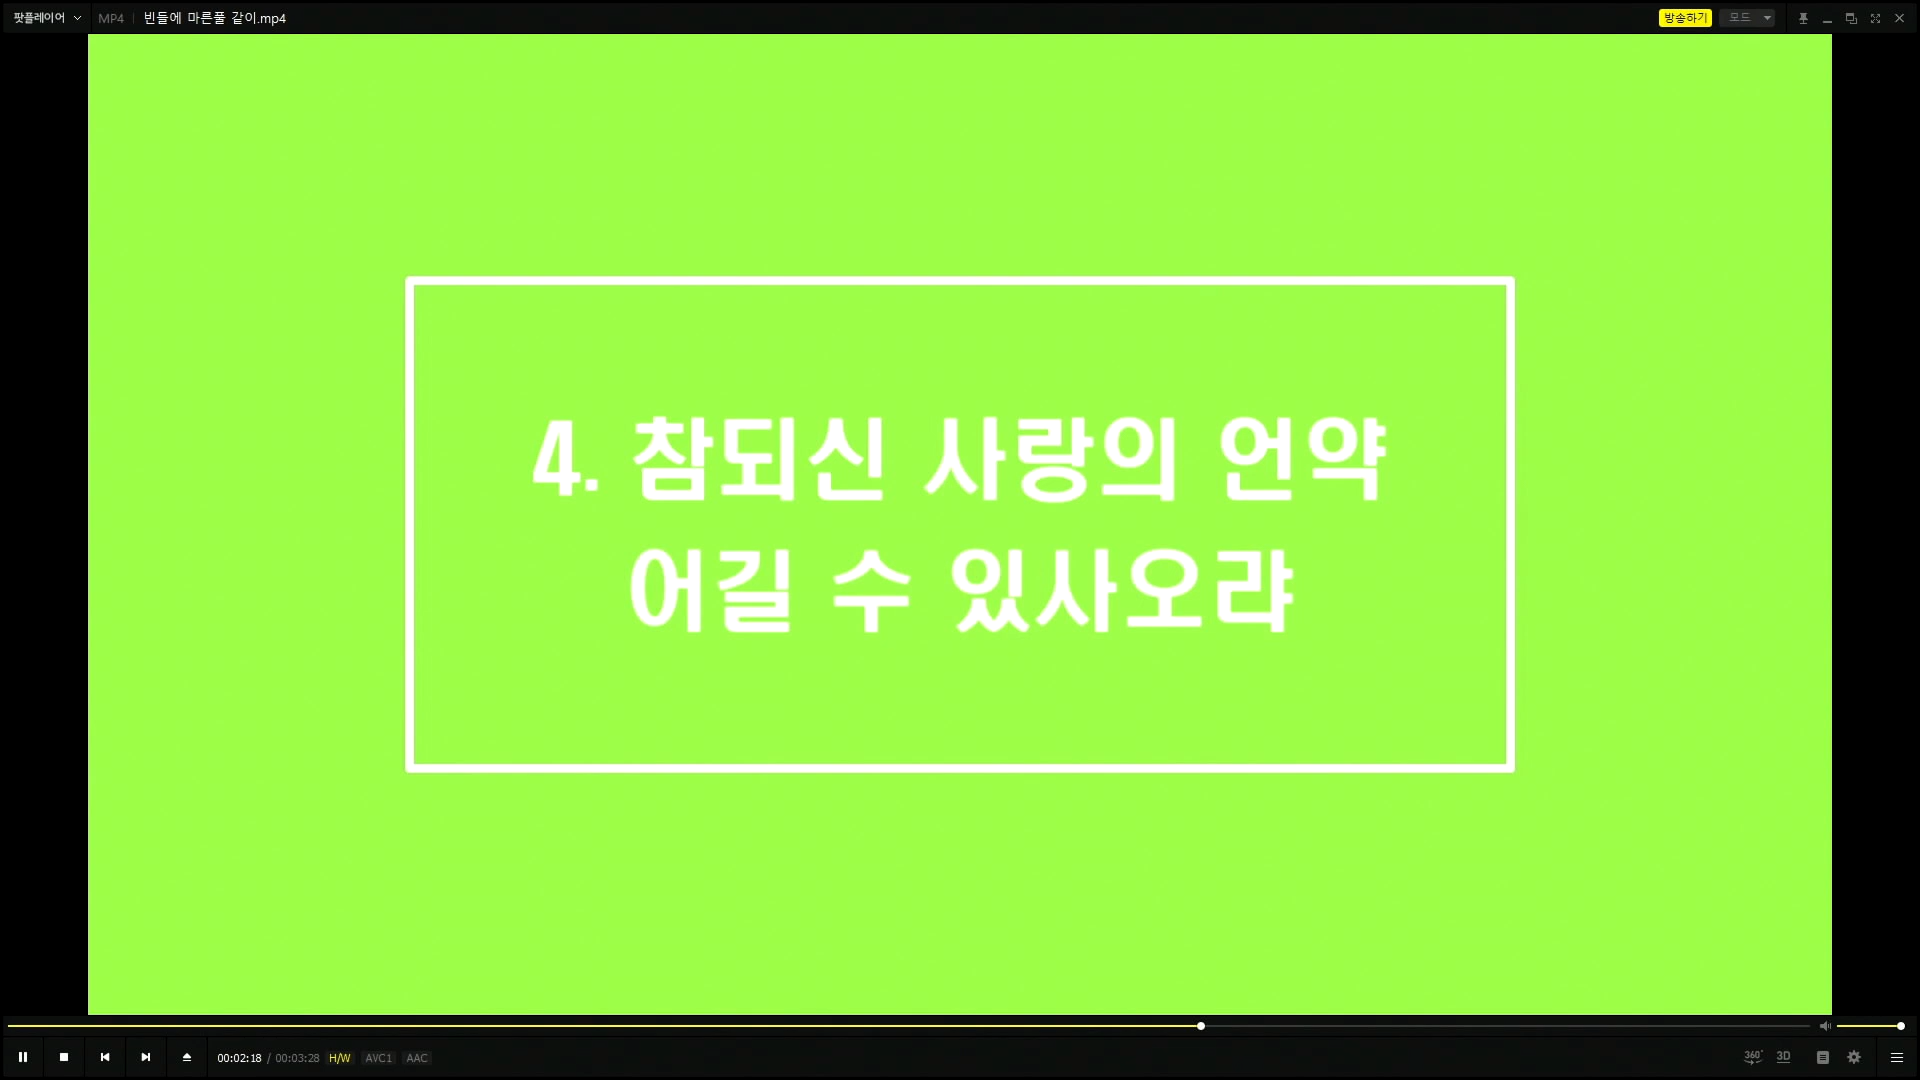 팟플레이어 MP4 빈들에 마른풀 같이.mp4 방송하기 모드
4. 참되신 사랑의 언약
어길 수 있사오랴
00:02:18 / 00:03:28 H/W AVC1 AAC 360° 3D